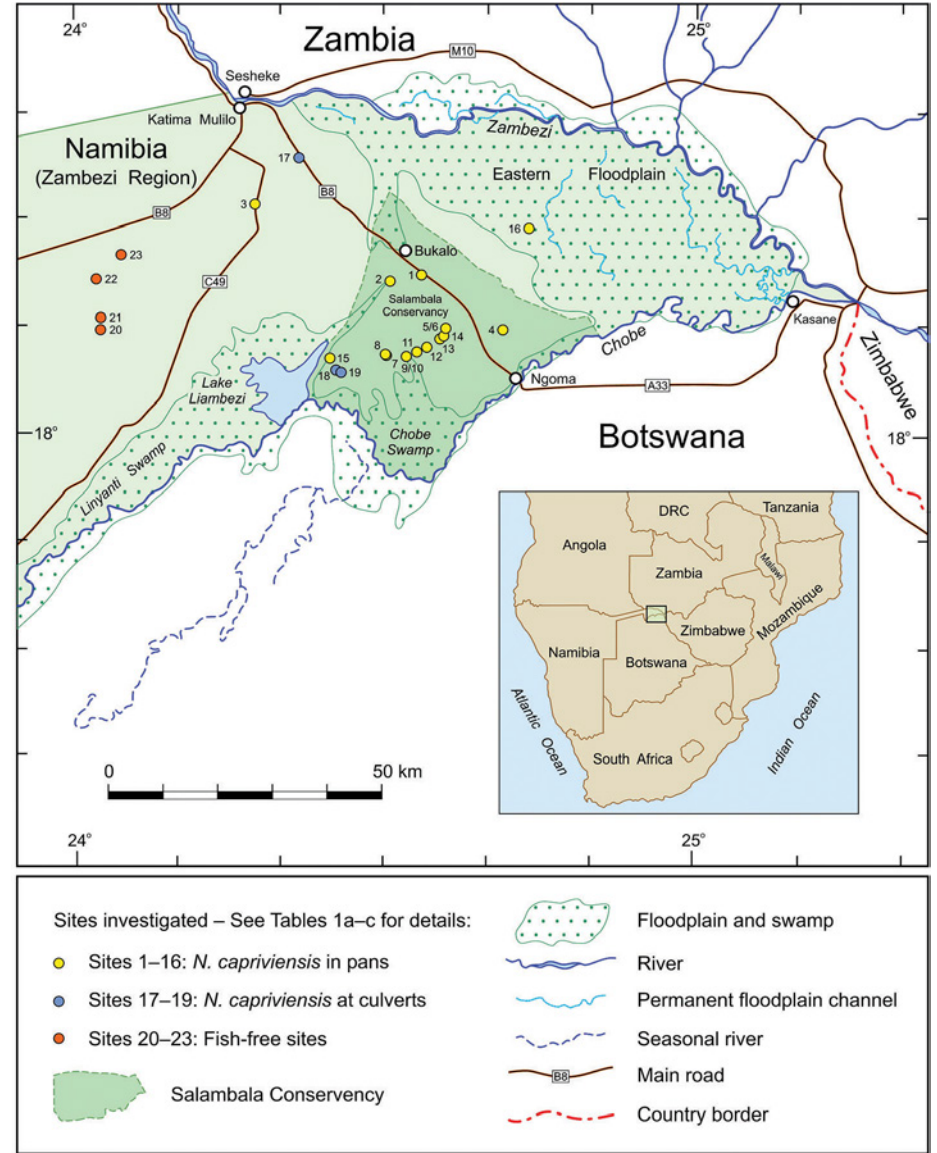 24°
25°
Zambia
M10
Sesheke
Katima Mulilo
Zambezi
Namibia
(Zambezi Region)
17
Eastern Floodplain
B8
3
16
B8
Bukalo
23
22
C49
1
2
Salambala
Conservancy
21
20
5/6
4
14
13
12
11
8
7
9/10
15
18
19
Kasane
Chobe
Ngoma
A33
Zimbabwe
Lake
Liambezi
18°
18°
Chobe
Swamp
Botswana
Linyanti Swamp
DRC
Tanzania
Angola
Malawi
Zambia
Mozambique
Zimbabwe
Namibia
Botswana
Atlantic Ocean
Indian Ocean
South Africa
0
50 km
24°
25°
Sites investigated – See Tables 1a–c for details:
Sites 1–16: N. capriviensis in pans
Sites 17–19: N. capriviensis at culverts
Sites 20–23: Fish-free sites
Salambala Conservancy
Floodplain and swamp
River
Permanent floodplain channel
Seasonal river
B8
Main road
Country border